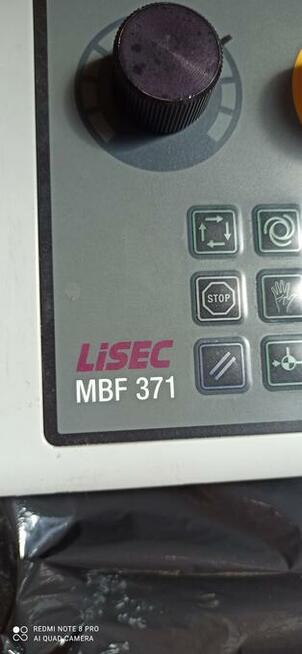 STOP
LiSEC
MBF 371
REDMI NOTE 8 PRO
AI QUAD CAMERA